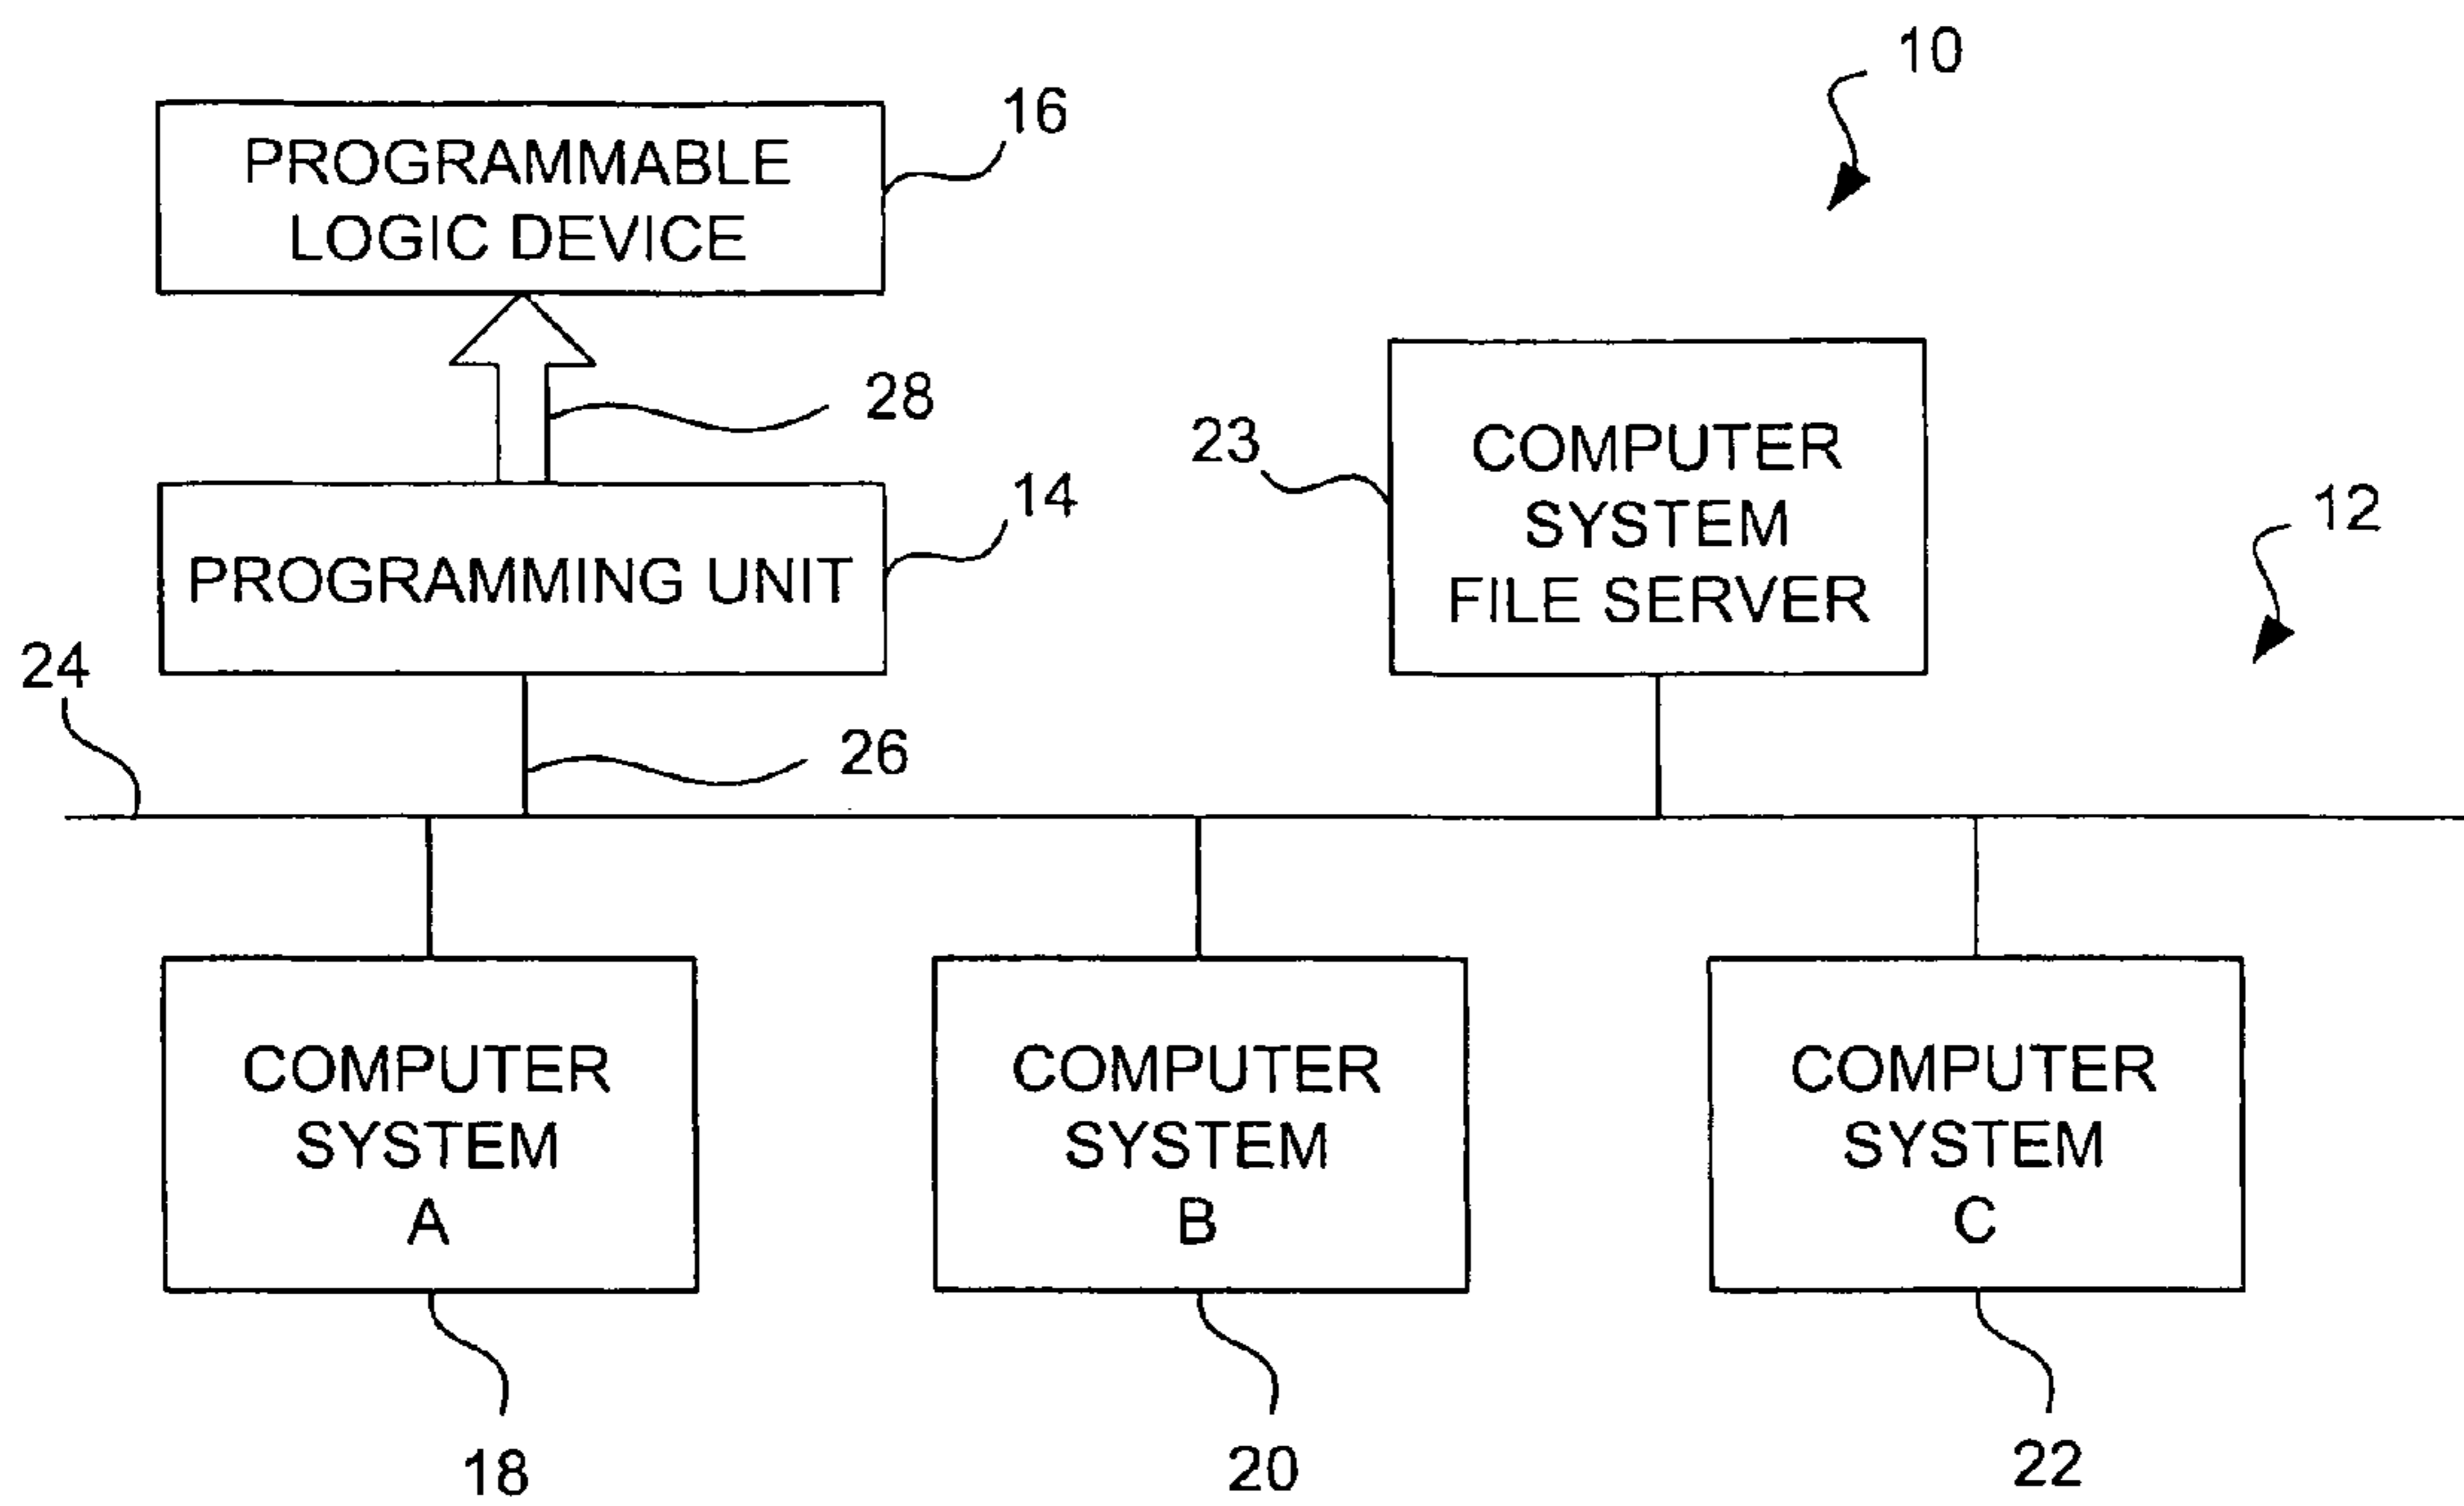 10
16
PROGRAMMABLE
LOGIC DEVICE
28
23
COMPUTER
SYSTEM
FILE SERVER
14
12
PROGRAMMING UNIT
24
26
COMPUTER
SYSTEM
A
COMPUTER
SYSTEM
B
COMPUTER
SYSTEM
C
18
20
22